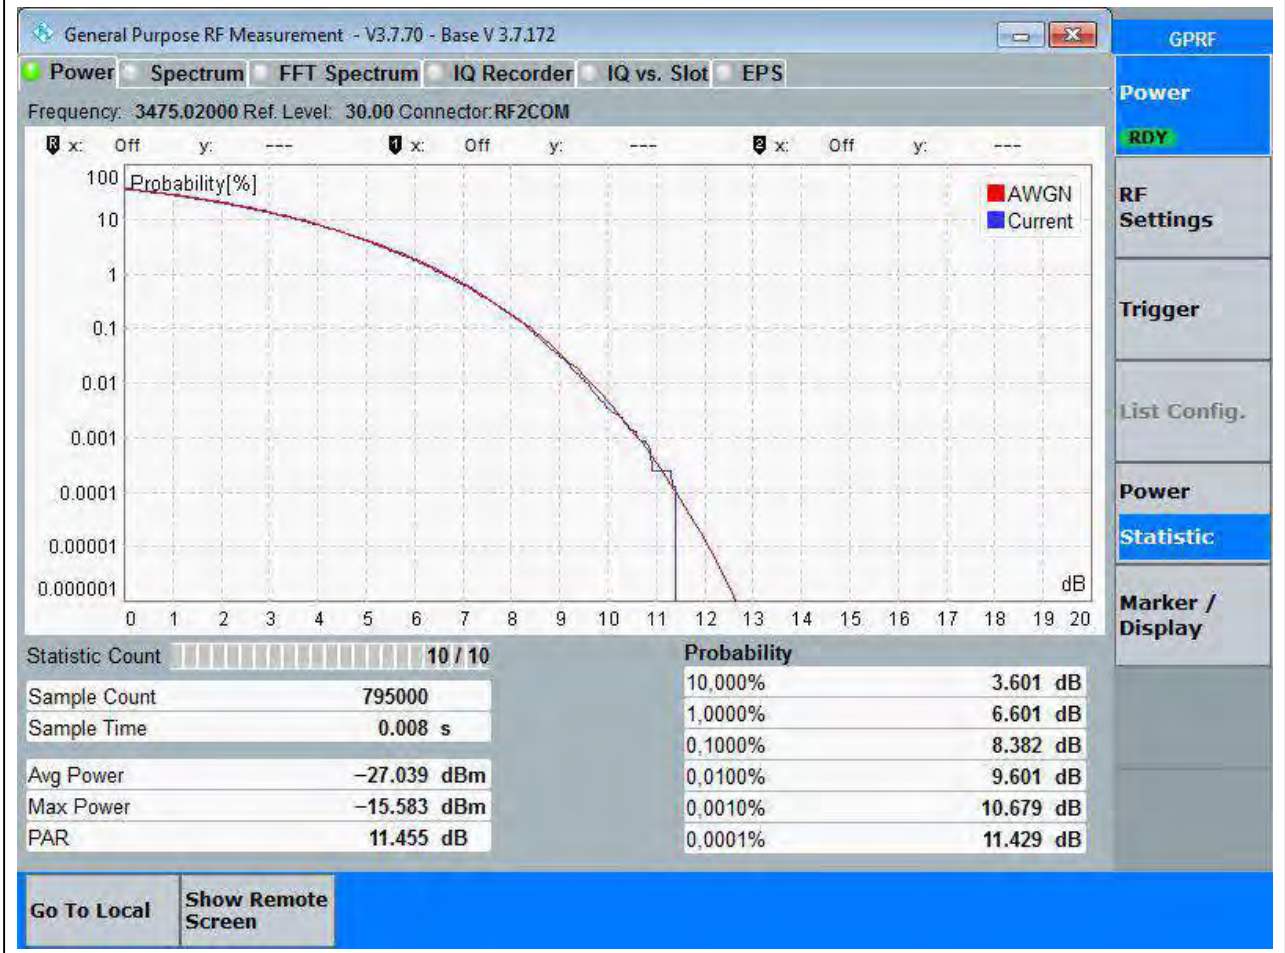 General Purpose RF Measurement - V3.7.70 - Base V 3.7.172
GPRF
Power Spectrum FFT Spectrum IQ Recorder IQ vs. Slot EPS
Frequency: 3475.02000 Ref. Level: 30.00 Connector:RF2COM
R x: Off y: --- 1 x: Off y: --- 2 x: Off y: ---
Probability[%]
AWGN
Current
100
10
1
0.1
0.01
0.001
0.0001
0.00001
0.000001
dB
0 1 2 3 4 5 6 7 8 9 10 11 12 13 14 15 16 17 18 19 20
Statistic Count 10 / 10
Sample Count 795000
Sample Time 0.008 s
Avg Power −27.039 dBm
Max Power −15.583 dBm
PAR 11.455 dB
Probability
10,000% 3.601 dB
1,0000% 6.601 dB
0,1000% 8.382 dB
0,0100% 9.601 dB
0,0010% 10.679 dB
0,0001% 11.429 dB
Power
RDY
RF
Settings
Trigger
List Config.
Power
Statistic
Marker /
Display
Go To Local
Show Remote
Screen